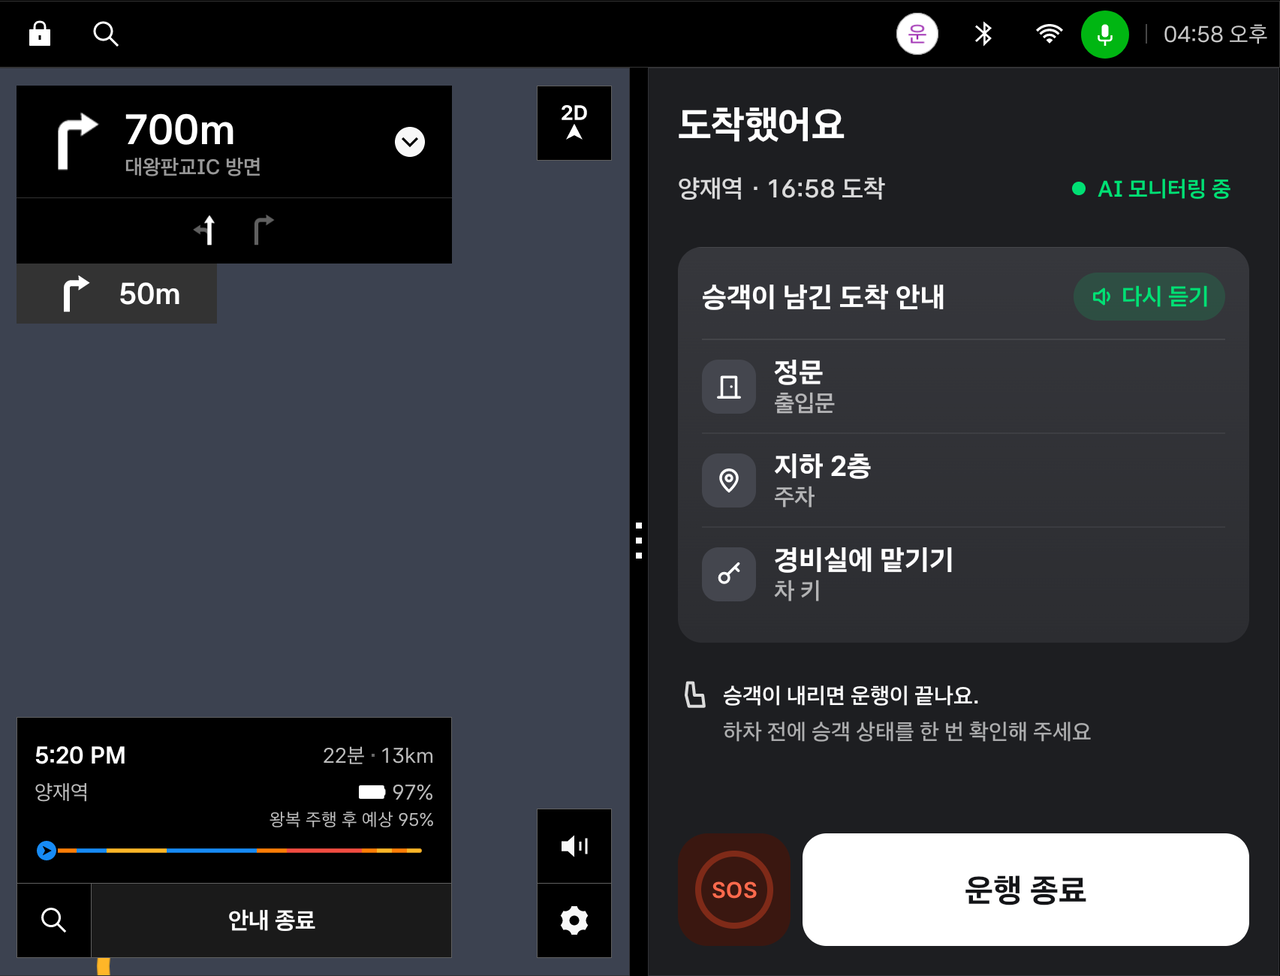 운
04:58 오후
700m
대왕판교IC 방면
50m
2D
5:20 PM
22분 · 13km
양재역
97%
왕복 주행 후 예상 95%
안내 종료
도착했어요
양재역 · 16:58 도착
AI 모니터링 중
승객이 남긴 도착 안내
다시 듣기
정문
출입문
지하 2층
주차
경비실에 맡기기
차 키
승객이 내리면 운행이 끝나요.
하차 전에 승객 상태를 한 번 확인해 주세요
SOS
운행 종료